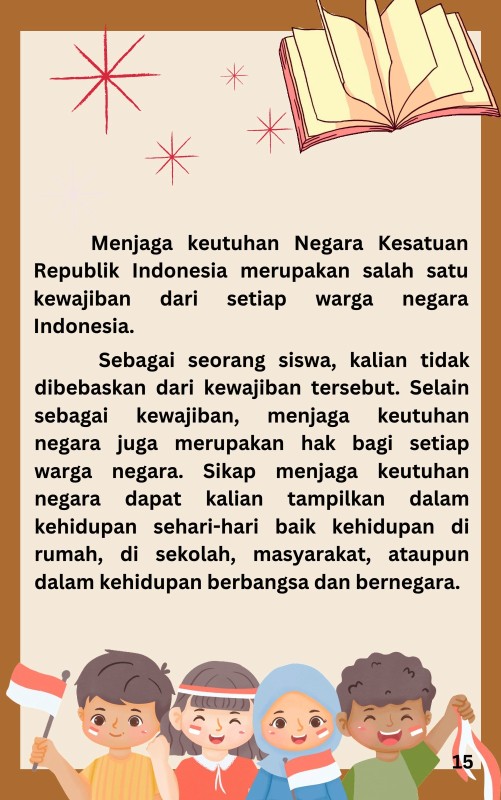 Menjaga keutuhan Negara Kesatuan
Republik Indonesia merupakan salah satu
kewajiban dari setiap warga negara
Indonesia.
Sebagai seorang siswa, kalian tidak
dibebaskan dari kewajiban tersebut. Selain
sebagai kewajiban, menjaga keutuhan
negara juga merupakan hak bagi setiap
warga negara. Sikap menjaga keutuhan
negara dapat kalian tampilkan dalam
kehidupan sehari-hari baik kehidupan di
rumah, di sekolah, masyarakat, ataupun
dalam kehidupan berbangsa dan bernegara.
15